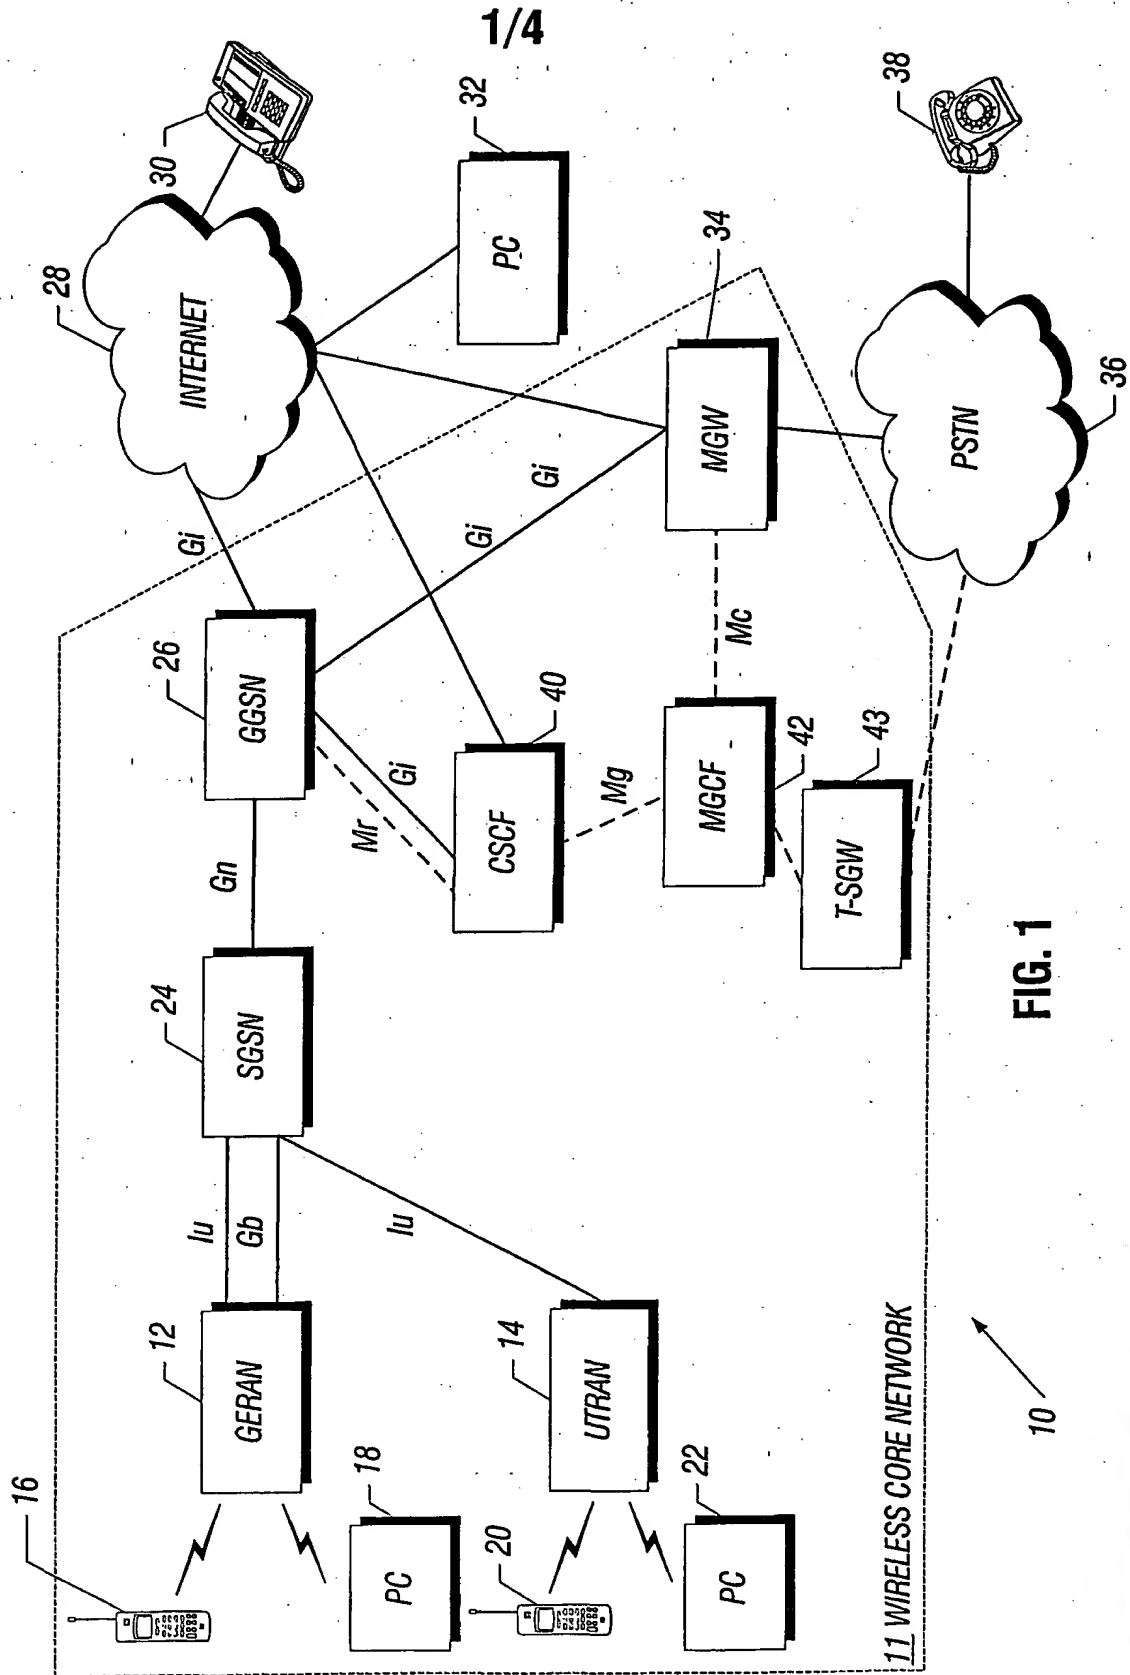 1/4
16
12
GERAN
18
PC
20
14
UTRAN
22
PC
Iu
Gb
Iu
24
SGSN
Gn
26
GGSN
Gi
28
INTERNET
30
32
PC
Mr
Gi
Gi
Gi
40
CSCF
Mg
MGCF
42
Mc
34
MGW
T-SGW
43
36
PSTN
38
11 WIRELESS CORE NETWORK
10
FIG. 1